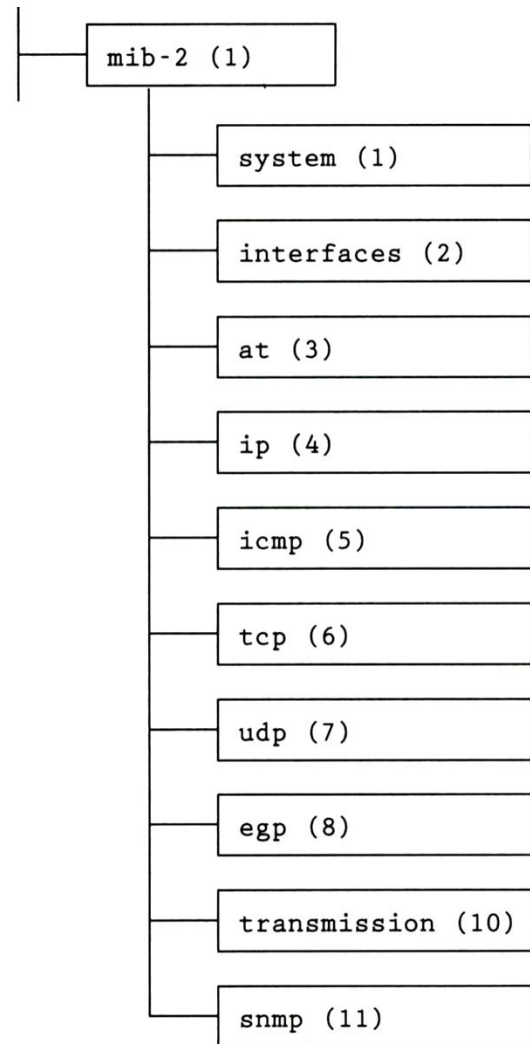 mib-2 (1)
system (1)
interfaces (2)
at (3)
ip (4)
icmp (5)
tcp (6)
udp (7)
egp (8)
transmission (10)
snmp (11)